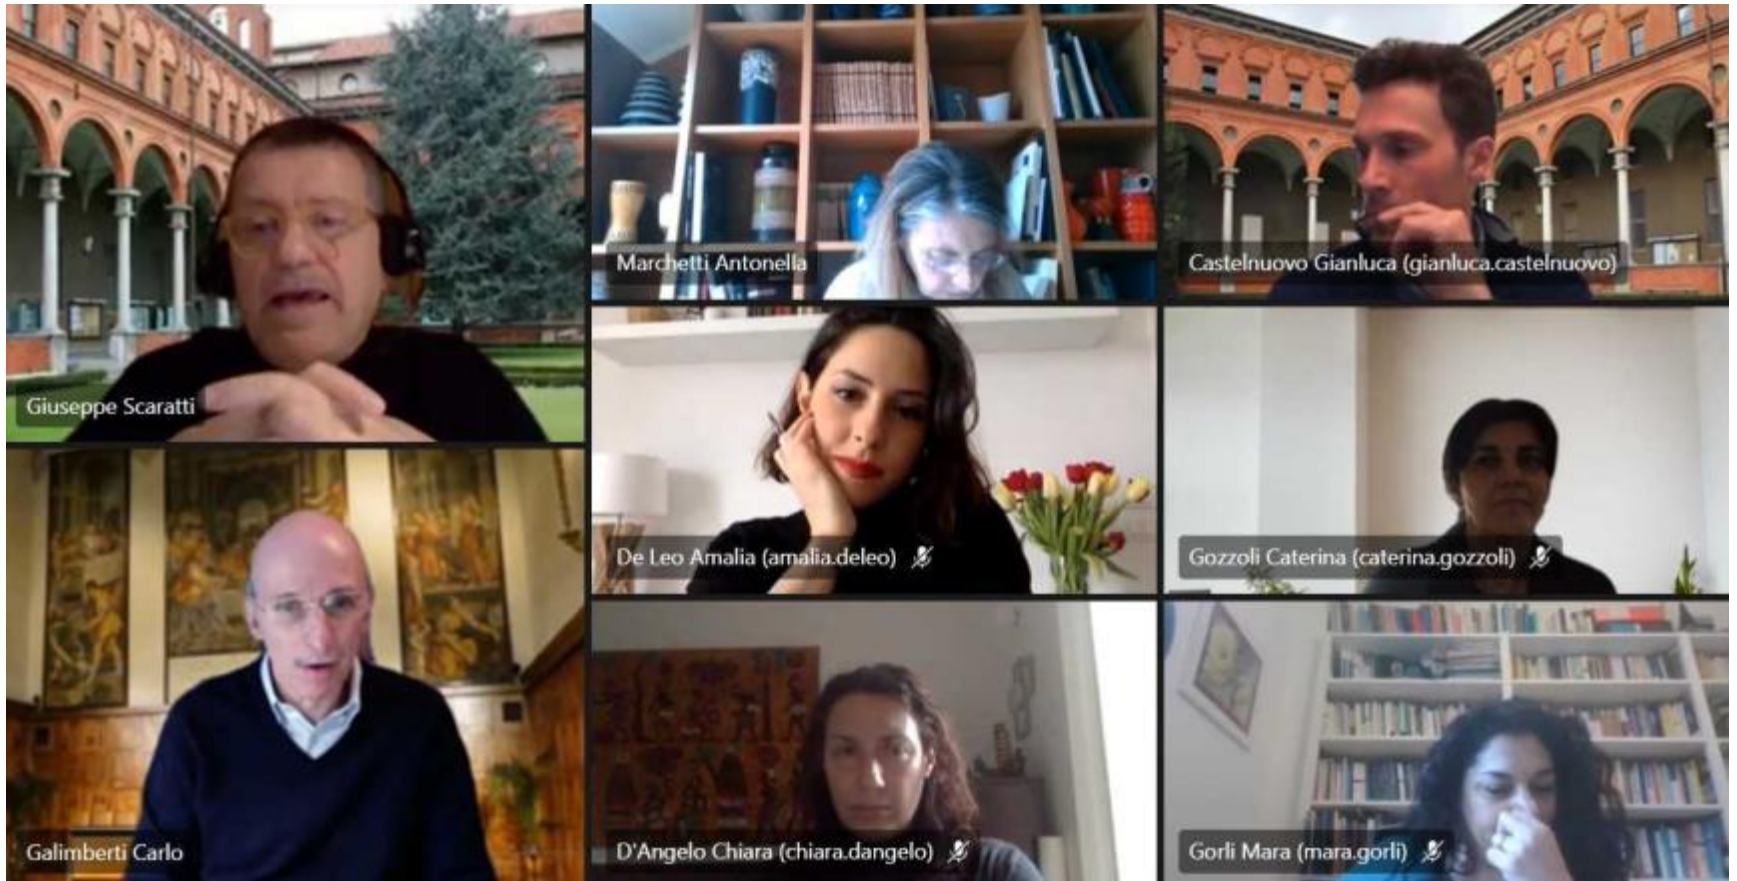 Giuseppe Scaratti
Marchetti Antonella
Castelnuovo Gianluca (gianluca.castelnuovo)
De Leo Amalia (amalia.deleo)
Gozzoli Caterina (caterina.gozzoli)
Galimberti Carlo
D'Angelo Chiara (chiara.dangelo)
Gorli Mara (mara.gorli)